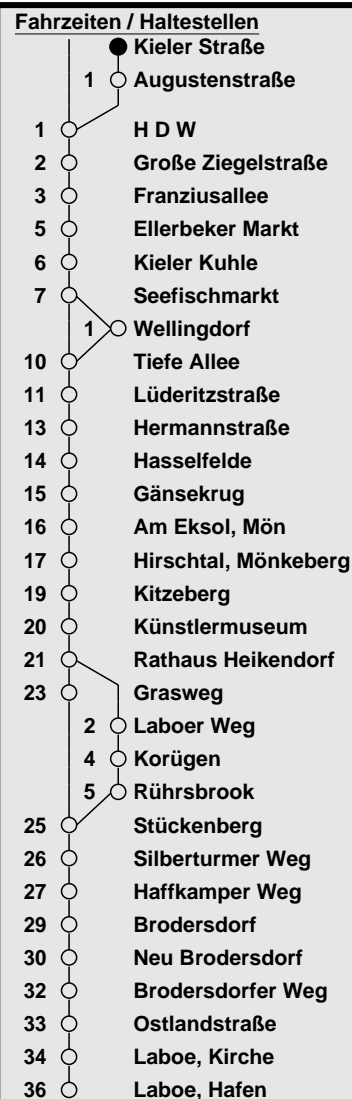 Fahrzeiten / Haltestellen
Kieler Straße
1 Augustenstraße
1 H D W
2 Große Ziegelstraße
3 Franziusallee
5 Ellerbeker Markt
6 Kieler Kuhle
7 Seefischmarkt
1 Wellingdorf
10 Tiefe Allee
11 Lüderitzstraße
13 Hermannstraße
14 Hasselfelde
15 Gänsekrug
16 Am Eksol, Mön
17 Hirschtal, Mönkeberg
19 Kitzeberg
20 Künstlermuseum
21 Rathaus Heikendorf
23 Grasweg
2 Laboer Weg
4 Korügen
5 Rührsbrook
25 Stückenberg
26 Silberturmer Weg
27 Haffkamper Weg
29 Brodersdorf
30 Neu Brodersdorf
32 Brodersdorfer Weg
33 Ostlandstraße
34 Laboe, Kirche
36 Laboe, Hafen